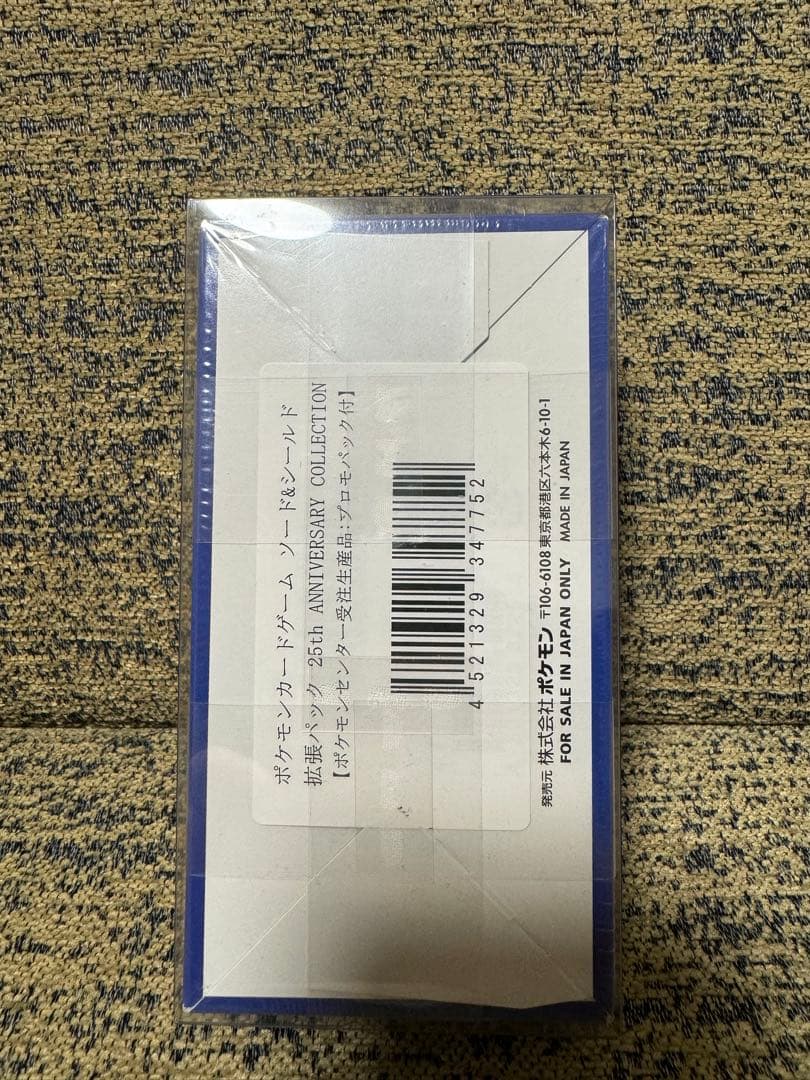 ポケモンカードゲーム ソード&シールド
拡張パック 25th ANNIVERSARY COLLECTION
【ポケモンセンター受注生産品:プロモパック付】
4 521329 347752
発売元 株式会社 ポケモン 〒106-6108 東京都港区六本木6-10-1
FOR SALE IN JAPAN ONLY MADE IN JAPAN